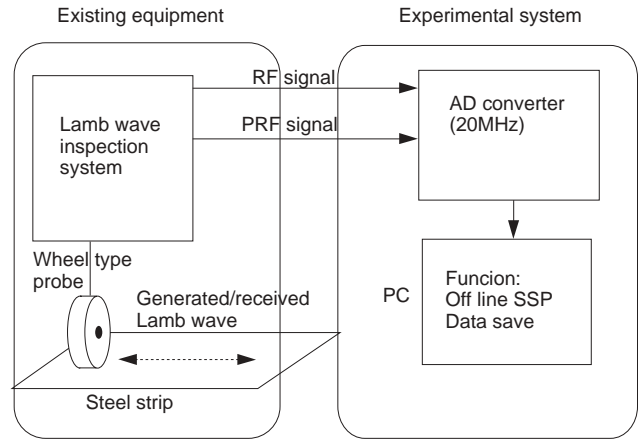 Existing equipment
Experimental system
RF signal
PRF signal
Lamb wave
inspection
system
AD converter
(20MHz)
Wheel type
probe
Generated/received
Lamb wave
Steel strip
PC
Funcion:
Off line SSP
Data save